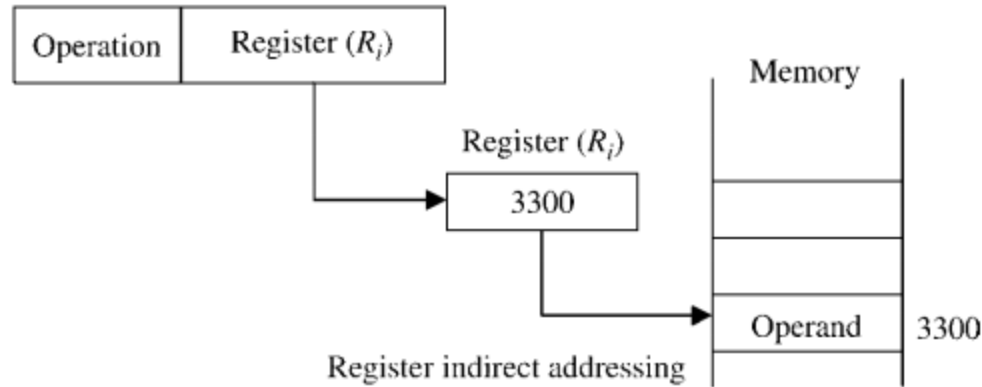 Operation Register (Rᵢ)
Memory
Register (Rᵢ)
3300
Operand 3300
Register indirect addressing